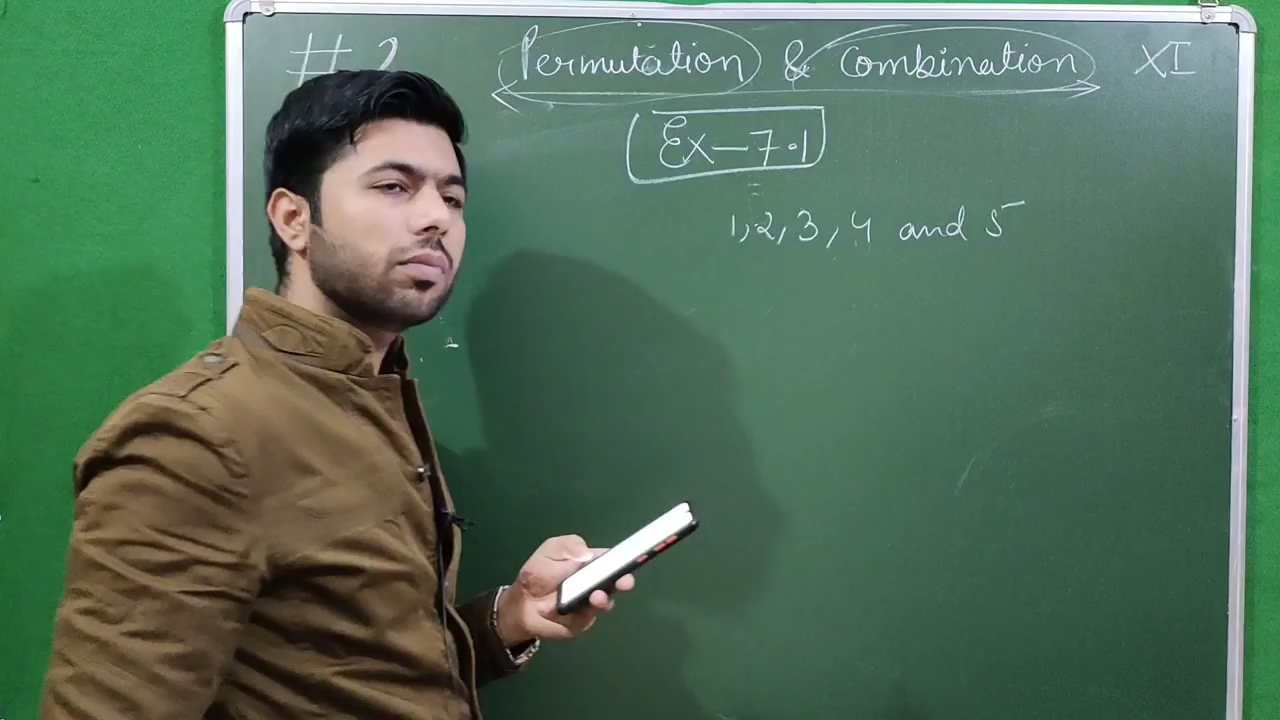 #2 Permutation & Combination XI
Ex-7.1
1, 2, 3, 4 and 5